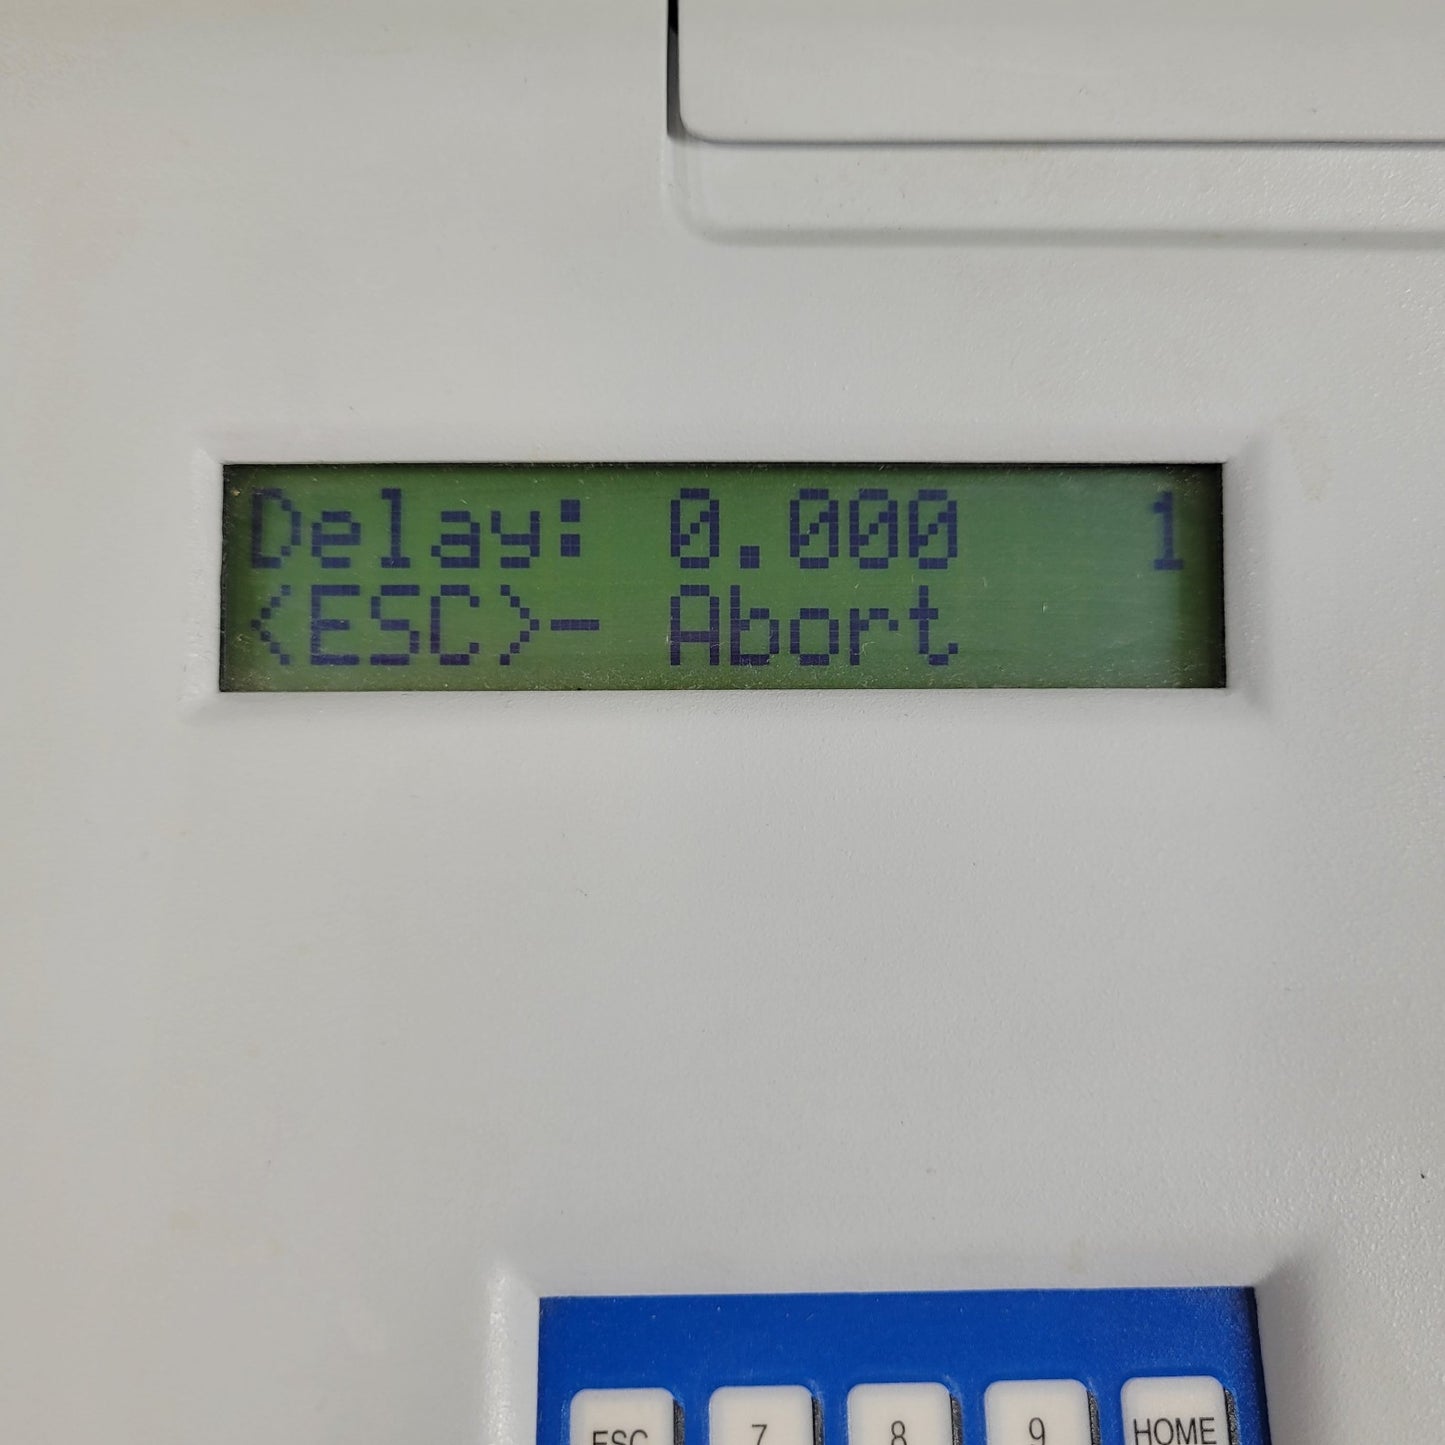 Delay: 0.000 1
<ESC>- Abort
ESC 7 8 9 HOME